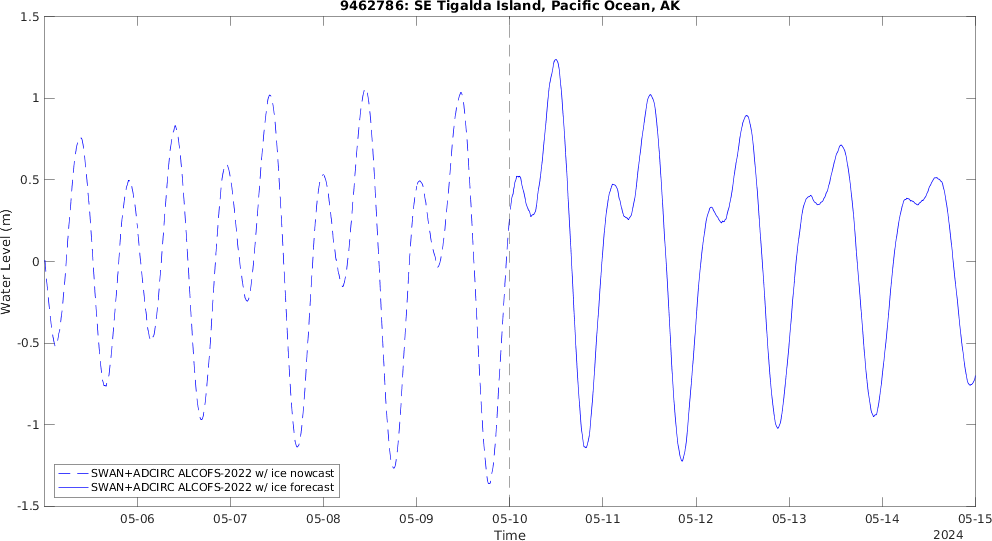 9462786: SE Tigalda Island, Pacific Ocean, AK
Water Level (m)
1.5
1
0.5
0
-0.5
-1
-1.5
SWAN+ADCIRC ALCOFS-2022 w/ ice nowcast
SWAN+ADCIRC ALCOFS-2022 w/ ice forecast
05-06 05-07 05-08 05-09 05-10 05-11 05-12 05-13 05-14 05-15
Time
2024